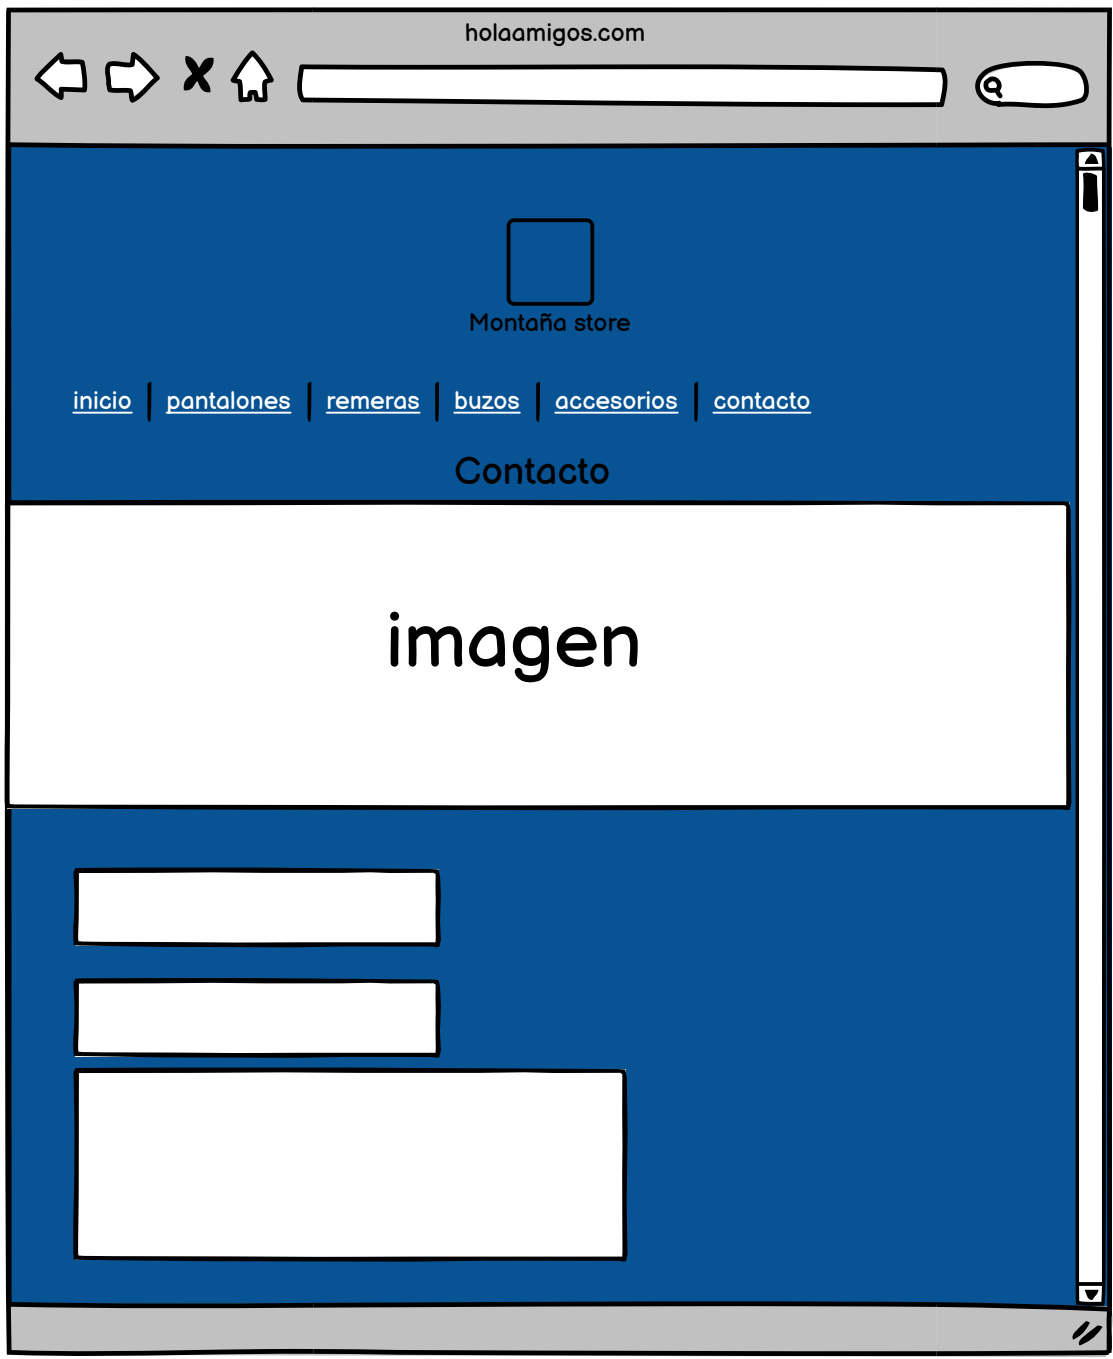 holaamigos.com
Montaña store
inicio pantalones remeras buzos accesorios contacto
Contacto
imagen